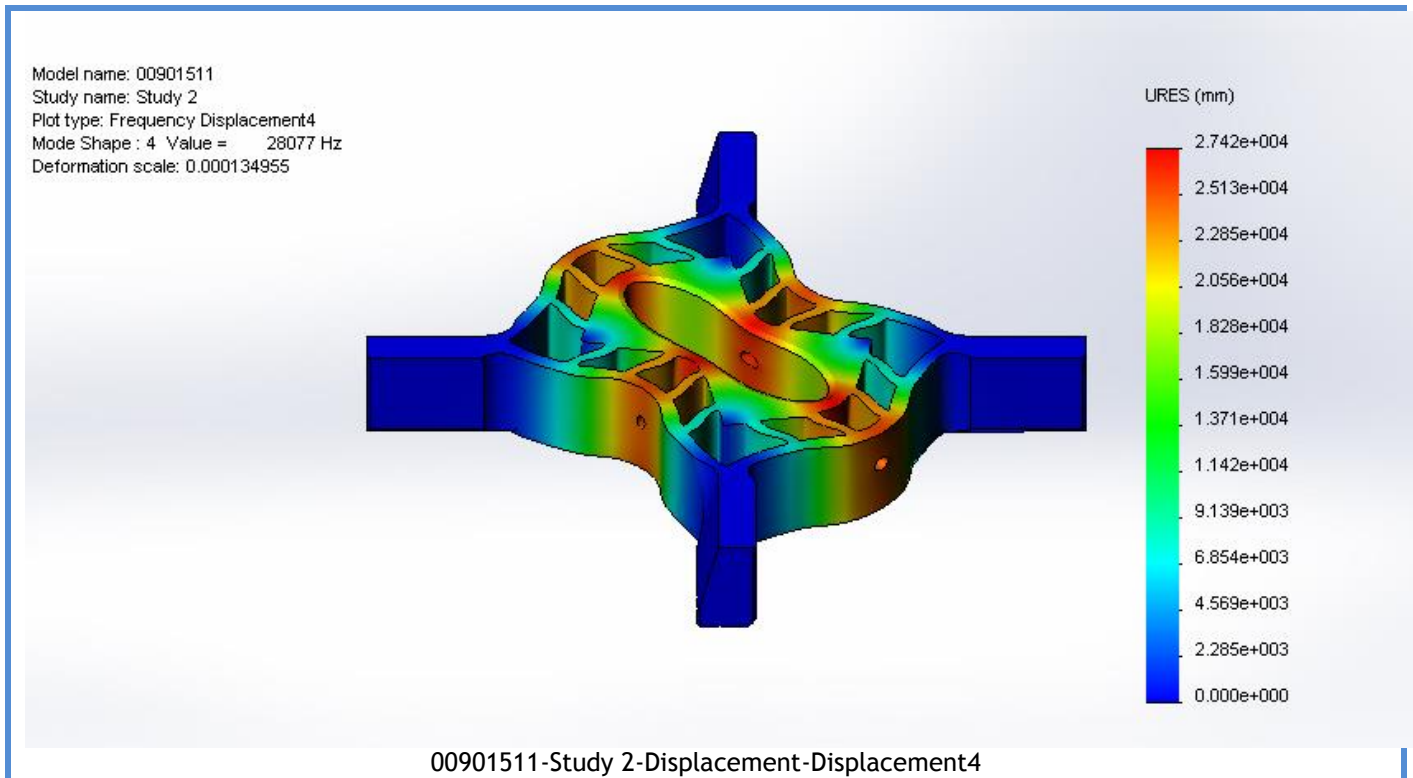 Model name: 00901511
Study name: Study 2
Plot type: Frequency Displacement4
Mode Shape : 4 Value = 28077 Hz
Deformation scale: 0.000134955
URES (mm)
2.742e+004
2.513e+004
2.285e+004
2.056e+004
1.828e+004
1.599e+004
1.371e+004
1.142e+004
9.139e+003
6.854e+003
4.569e+003
2.285e+003
0.000e+000
00901511-Study 2-Displacement-Displacement4